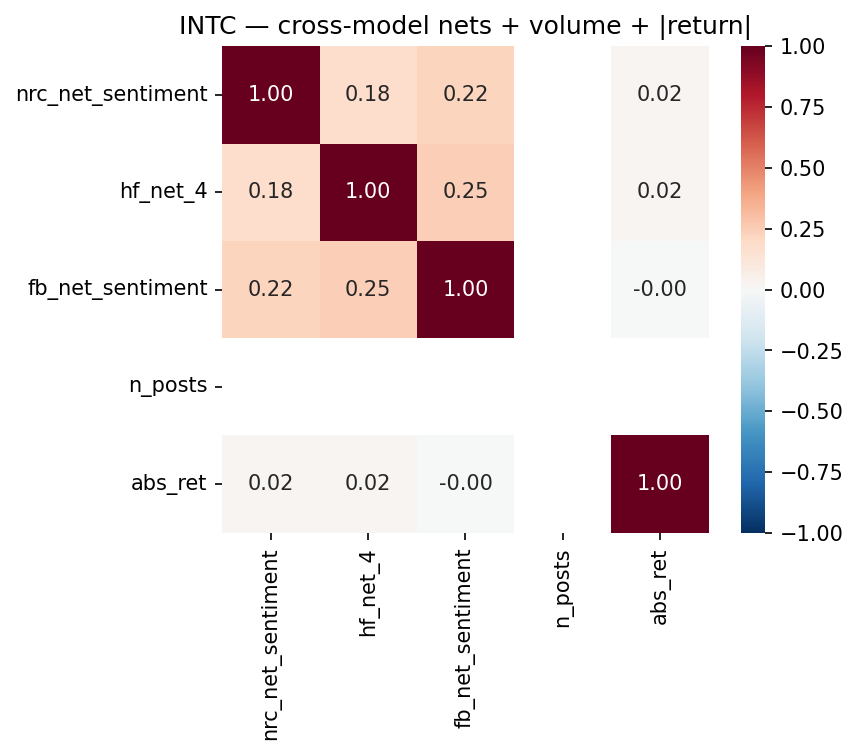 INTC — cross-model nets + volume + |return|
nrc_net_sentiment 1.00 0.18 0.22 0.02
hf_net_4 0.18 1.00 0.25 0.02
fb_net_sentiment 0.22 0.25 1.00 -0.00
n_posts
abs_ret 0.02 0.02 -0.00 1.00
nrc_net_sentiment
hf_net_4
fb_net_sentiment
n_posts
abs_ret
1.00
0.75
0.50
0.25
0.00
−0.25
−0.50
−0.75
−1.00